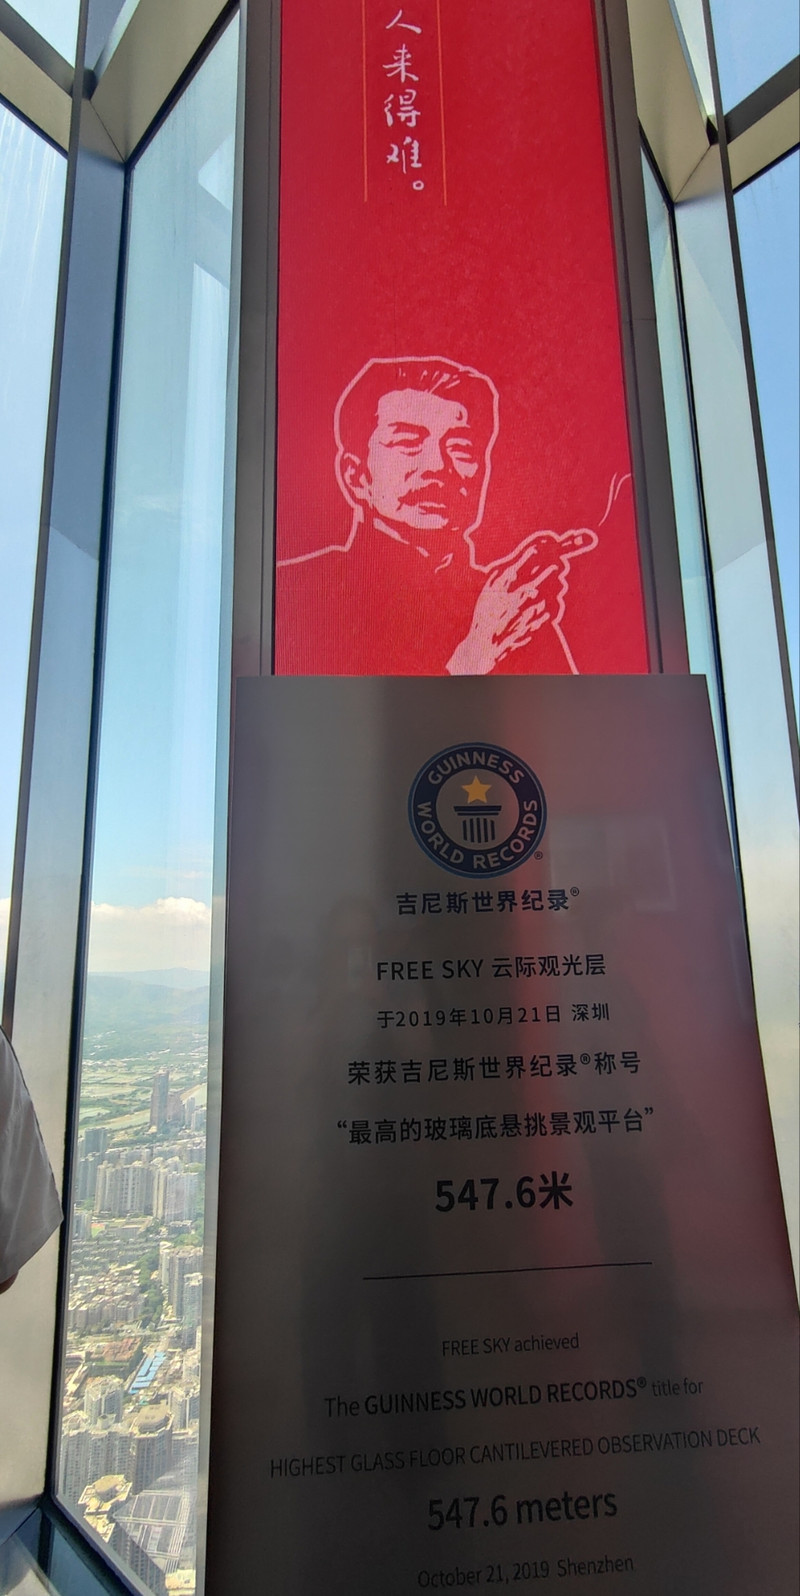 人来得难。
GUINNESS
WORLD RECORDS®
吉尼斯世界纪录®
FREE SKY 云际观光层
于2019年10月21日 深圳
荣获吉尼斯世界纪录®称号
“最高的玻璃底悬挑景观平台”
547.6米
FREE SKY achieved
The GUINNESS WORLD RECORDS® title for
HIGHEST GLASS FLOOR CANTILEVERED OBSERVATION DECK
547.6 meters
October 21, 2019 Shenzhen